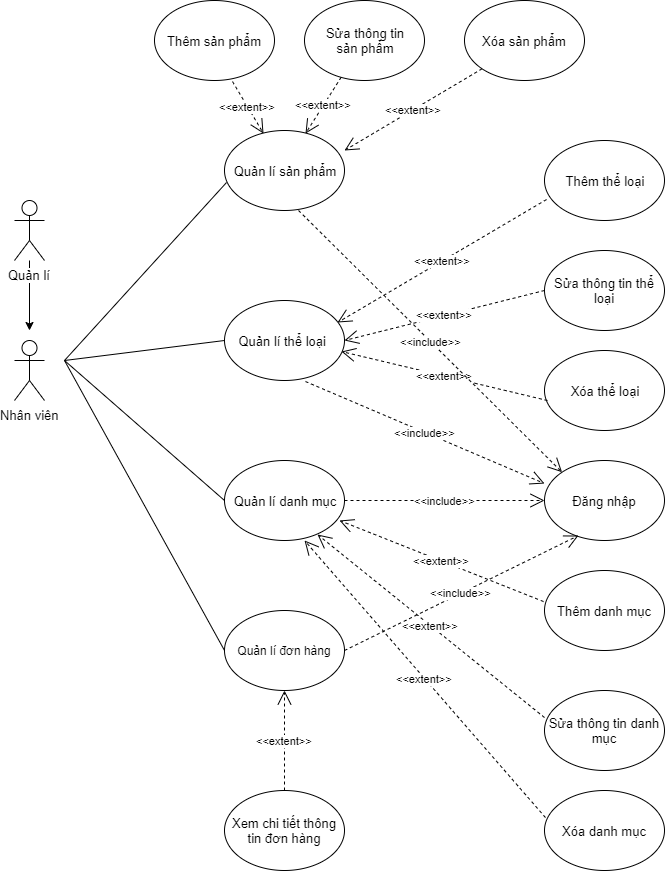 Thêm sản phẩm
Sửa thông tin
sản phẩm
Xóa sản phẩm
<<extent>>
<<extent>>
<<extent>>
Quản lí sản phẩm
Thêm thể loại
Quản lí
<<extent>>
Sửa thông tin thể
loại
<<extent>>
Quản lí thể loại
<<include>>
<<extent>>
Xóa thể loại
Nhân viên
<<include>>
Quản lí danh mục
<<include>>
Đăng nhập
<<extent>>
<<include>>
Thêm danh mục
<<extent>>
Quản lí đơn hàng
<<extent>>
Sửa thông tin danh
mục
<<extent>>
Xem chi tiết thông
tin đơn hàng
Xóa danh mục